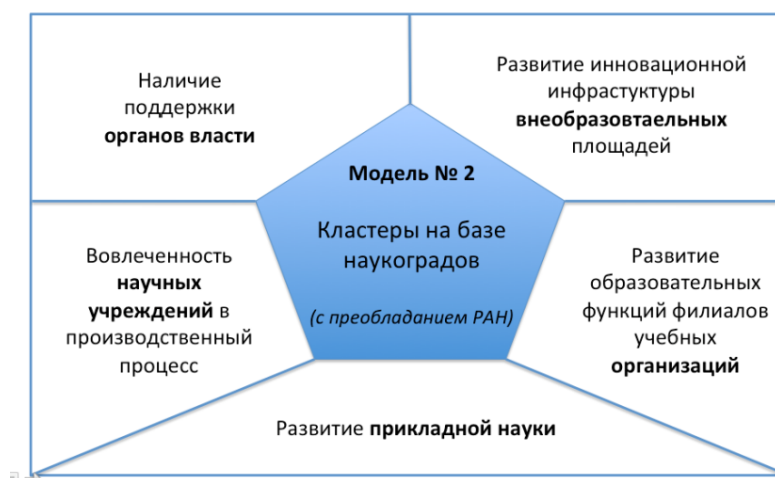 Наличие
поддержки
органов власти
Развитие инновационной
инфрастуктуры
внеобразовтаельных
площадей
Модель № 2
Кластеры на базе
наукоградов
(с преобладанием РАН)
Вовлеченность
научных
учреждений в
производственный
процесс
Развитие
образовательных
функций филиалов
учебных
организаций
Развитие прикладной науки